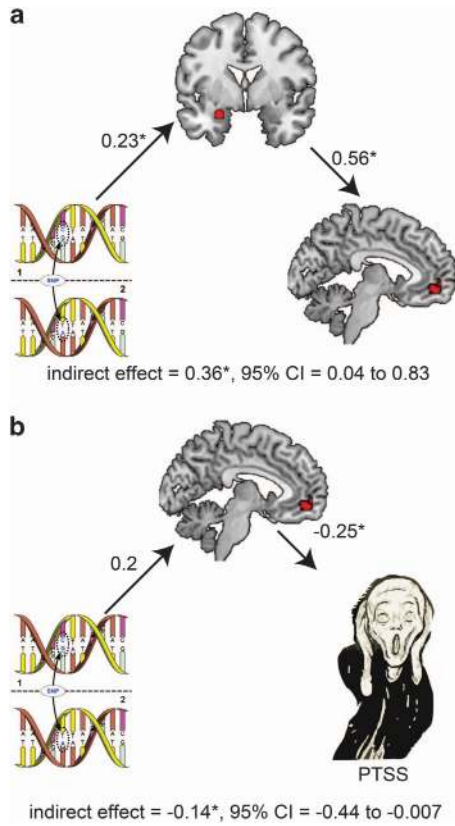 a
0.23*
0.56*
SNP
1
2
indirect effect = 0.36*, 95% CI = 0.04 to 0.83
b
0.2
-0.25*
SNP
1
2
PTSS
indirect effect = -0.14*, 95% CI = -0.44 to -0.007